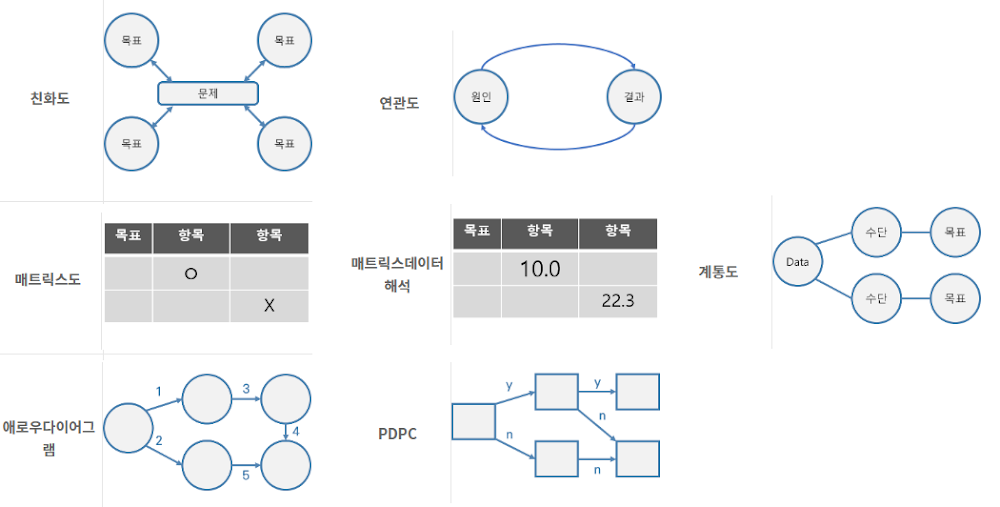 친화도
목표
목표
문제
목표
목표
연관도
원인
결과
매트릭스도
목표 항목 항목
O
X
매트릭스데이터
해석
목표 항목 항목
10.0
22.3
계통도
Data
수단
목표
수단
목표
애로우다이어그
램
1
3
2
4
5
PDPC
y
y
n
n
n